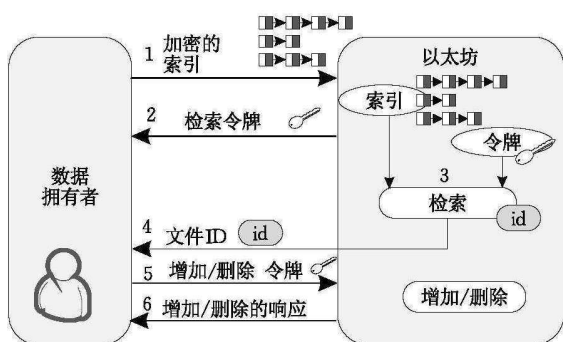 1 加密的
索引
以太坊
索引
2 检索令牌
令牌
数据
拥有者
3
检索
id
4 文件ID id
5 增加/删除 令牌
增加/删除
6 增加/删除的响应